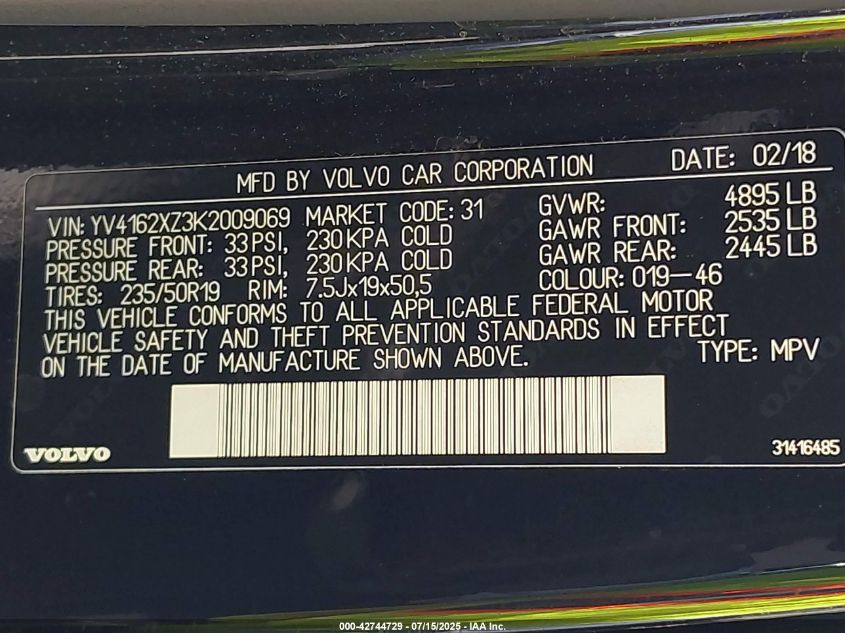 MFD BY VOLVO CAR CORPORATION DATE: 02/18
VIN: YV4162XZ3K2009069 MARKET CODE: 31 GVWR: 4895 LB
PRESSURE FRONT: 33 PSI, 230 KPA COLD GAWR FRONT: 2535 LB
PRESSURE REAR: 33 PSI, 230 KPA COLD GAWR REAR: 2445 LB
TIRES: 235/50R19 RIM: 7.5Jx19x50,5 COLOUR: 019-46
THIS VEHICLE CONFORMS TO ALL APPLICABLE FEDERAL MOTOR
VEHICLE SAFETY AND THEFT PREVENTION STANDARDS IN EFFECT
ON THE DATE OF MANUFACTURE SHOWN ABOVE. TYPE: MPV
VOLVO 31416485
000-42744729 - 07/15/2025 - IAA Inc.